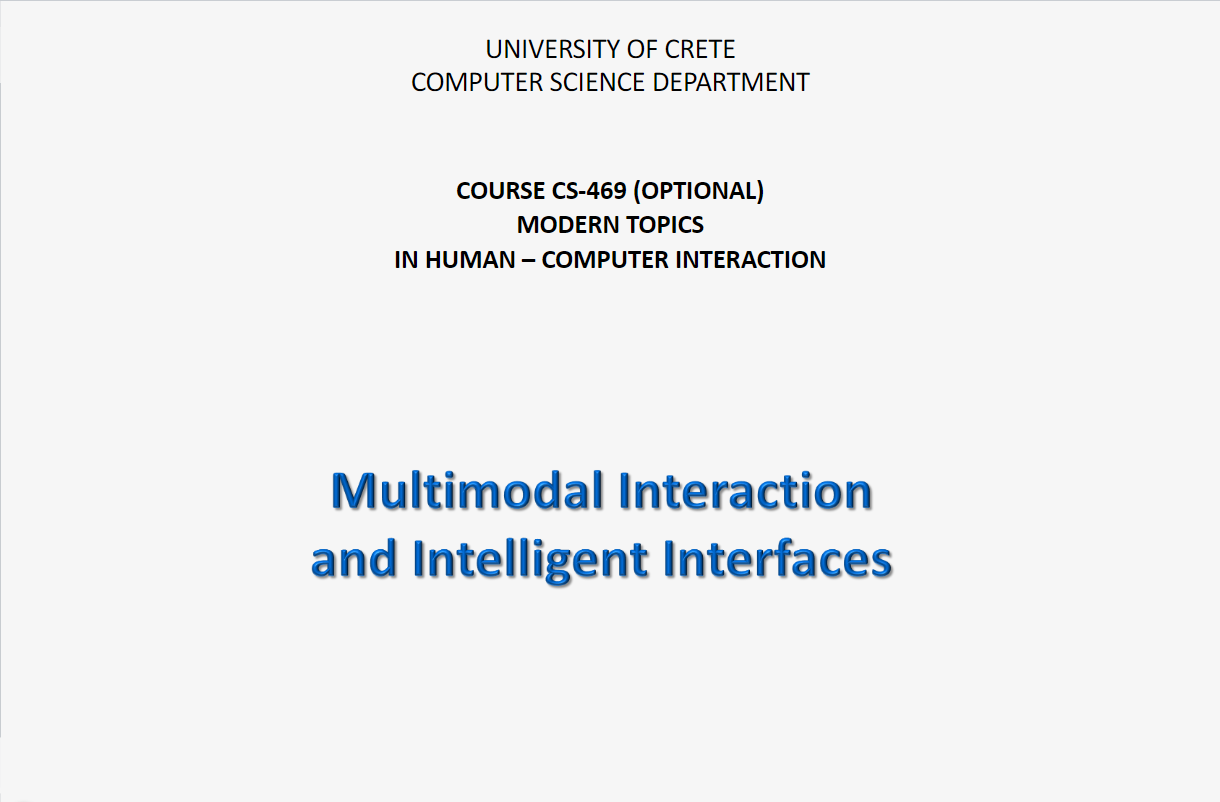 UNIVERSITY OF CRETE
COMPUTER SCIENCE DEPARTMENT
COURSE CS-469 (OPTIONAL)
MODERN TOPICS
IN HUMAN – COMPUTER INTERACTION
Multimodal Interaction
and Intelligent Interfaces